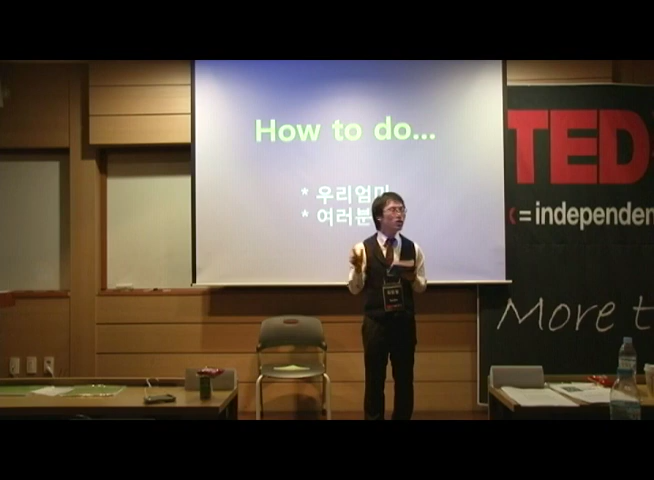 How to do...
* 우리엄마
* 여러분
TED
x = independen
More t